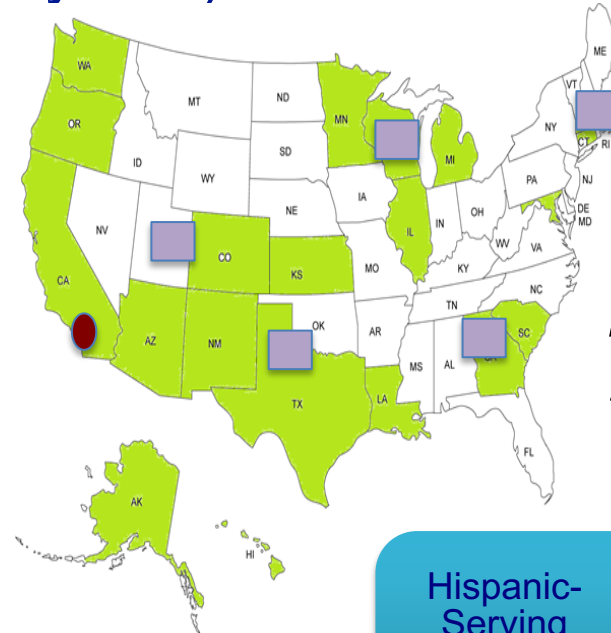 ME
WA
VT
MT
ND
MN
OR
NY
MI
CT
RI
ID
SD
WY
PA
IA
NJ
NE
OH
DE
NV
IL
IN
MD
WV
CO
VA
CA
KS
MO
KY
NC
TN
OK
AZ
NM
AR
SC
MS
AL
TX
LA
FL
AK
HI
Hispanic-
Serving